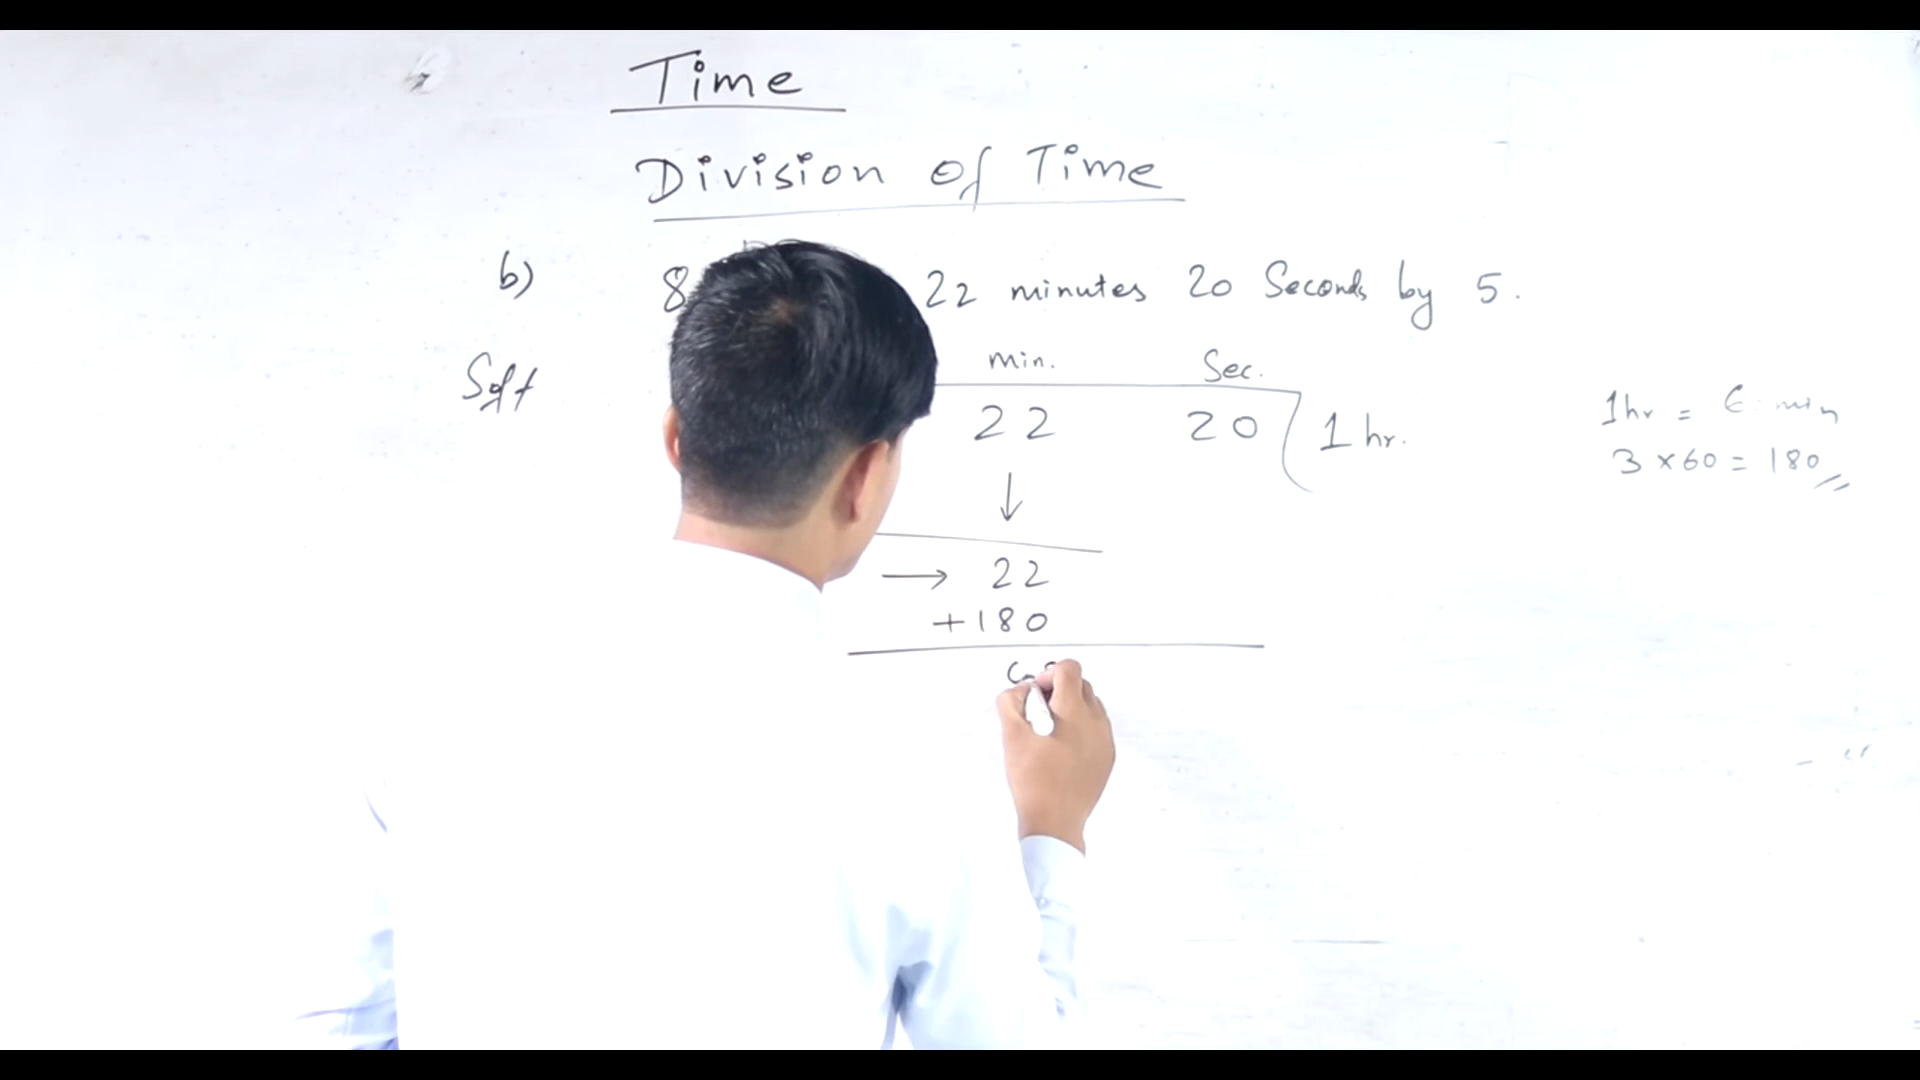 Time
Division of Time
b) 8 22 minutes 20 Seconds by 5.
min. Sec.
22 20 1 hr.
1hr = min
3 × 60 = 180
↓
→ 22
+ 180